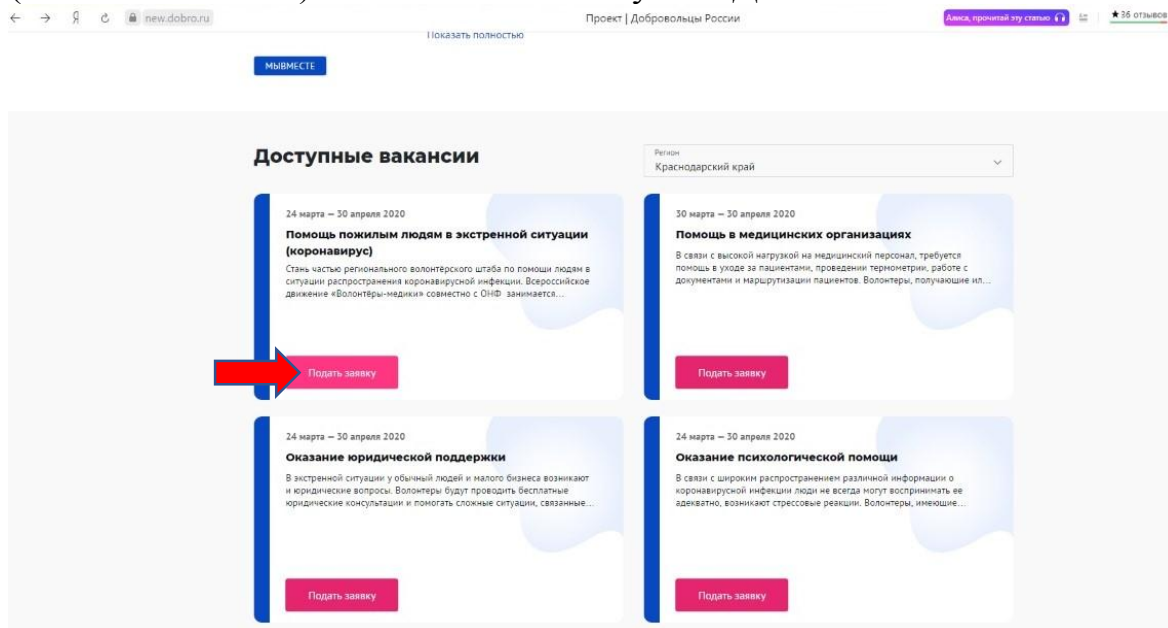 new.dobro.ru
Проект | Добровольцы России
Алиса, прочитай эту статью
★36 отзывов
Показать полностью
МЫВМЕСТЕ
Доступные вакансии
Регион
Краснодарский край
24 марта — 30 апреля 2020
Помощь пожилым людям в экстренной ситуации
(коронавирус)
Стань частью регионального волонтёрского штаба по помощи людям в
ситуации распространения коронавирусной инфекции. Всероссийское
движение «Волонтёры-медики» совместно с ОНФ занимается...
Подать заявку
30 марта — 30 апреля 2020
Помощь в медицинских организациях
В связи с высокой нагрузкой на медицинский персонал, требуется
помощь в уходе за пациентами, проведении термометрии, работе с
документами и маршрутизации пациентов. Волонтеры, получающие ил...
Подать заявку
24 марта — 30 апреля 2020
Оказание юридической поддержки
В экстренной ситуации у обычный людей и малого бизнеса возникают
и юридические вопросы. Волонтеры будут проводить бесплатные
юридические консультации и помогать сложные ситуации, связанные...
Подать заявку
24 марта — 30 апреля 2020
Оказание психологической помощи
В связи с широким распространением различной информации о
коронавирусной инфекции люди не всегда могут воспринимать ее
адекватно, возникают стрессовые реакции. Волонтеры, имеющие...
Подать заявку